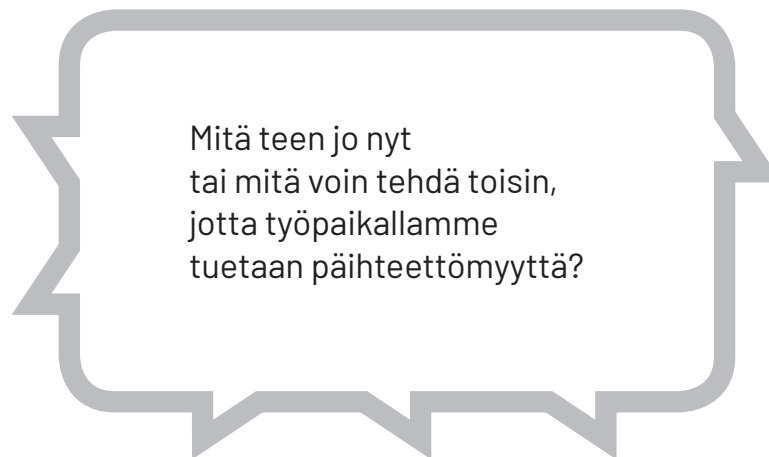 Mitä teen jo nyt
tai mitä voin tehdä toisin,
jotta työpaikallamme
tuetaan päihteettömyyttä?